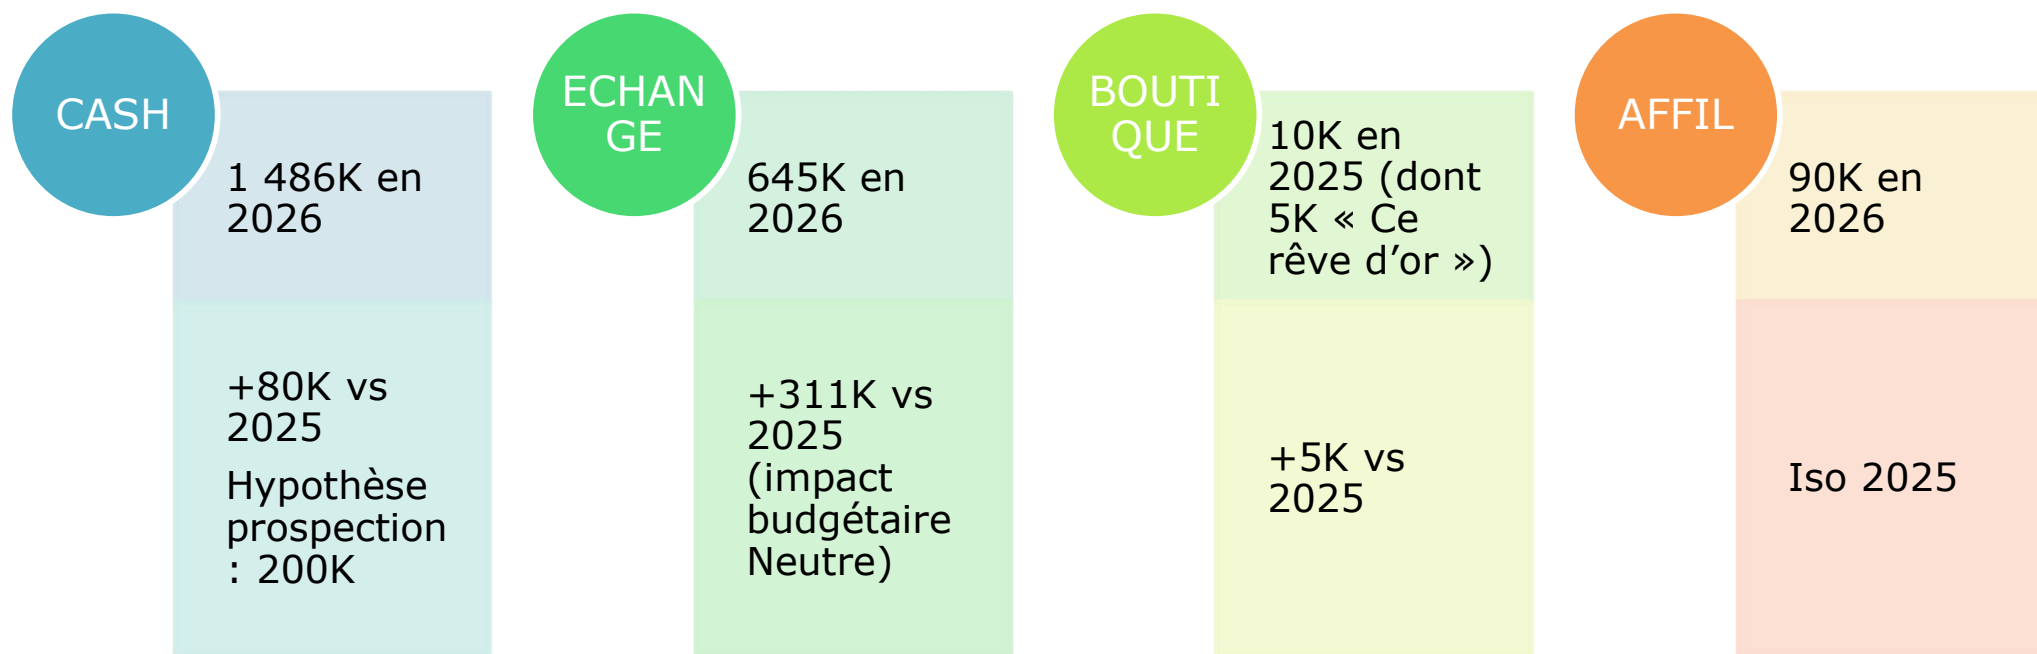 CASH
1 486K en
2026
+80K vs
2025
Hypothèse
prospection
: 200K
ECHAN
GE
645K en
2026
+311K vs
2025
(impact
budgétaire
Neutre)
BOUTI
QUE
10K en
2025 (dont
5K « Ce
rêve d’or »)
+5K vs
2025
AFFIL
90K en
2026
Iso 2025